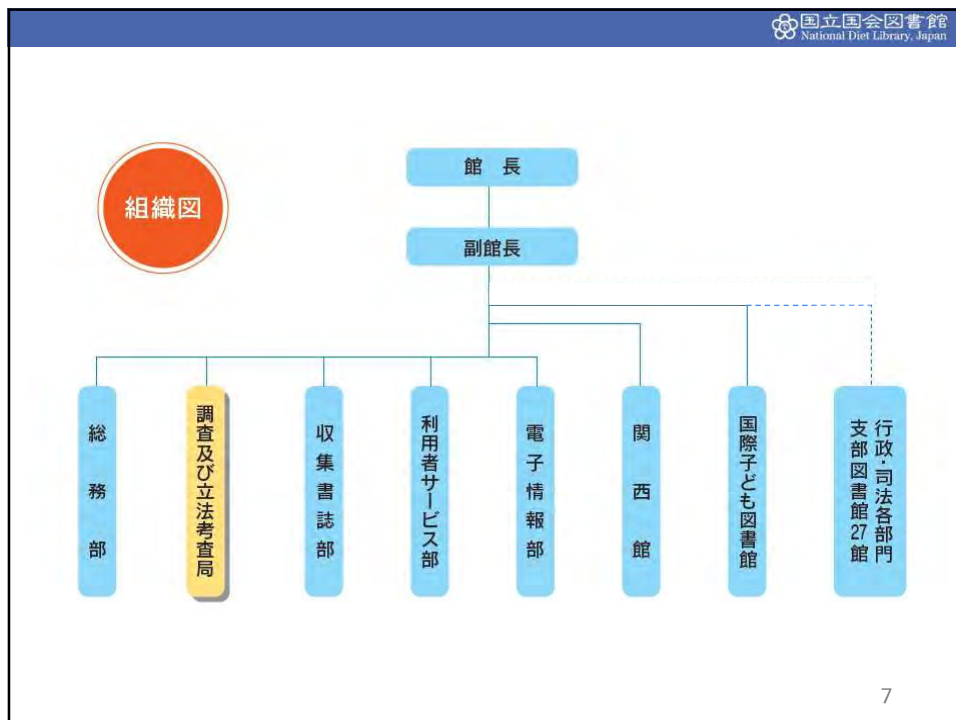 国立国会図書館
National Diet Library, Japan
組織図
館 長
副館長
総務部
調査及び立法考査局
収集書誌部
利用者サービス部
電子情報部
関西館
国際子ども図書館
行政・司法各部門
支部図書館27館
7